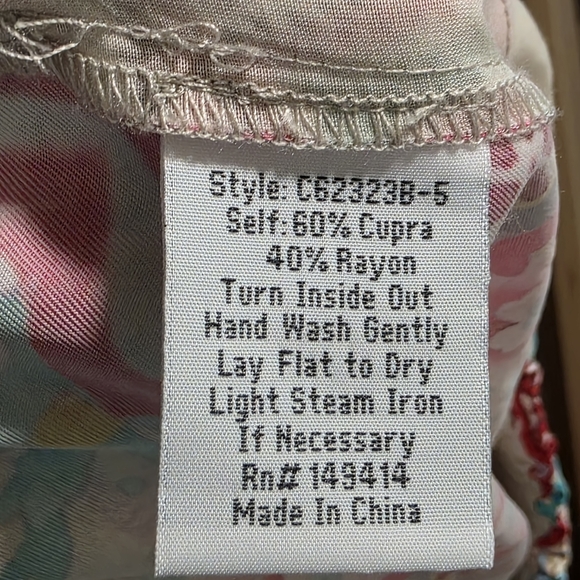 Style: C62323B-5
Self: 60% Cupra
40% Rayon
Turn Inside Out
Hand Wash Gently
Lay Flat to Dry
Light Steam Iron
If Necessary
Rn# 149414
Made In China